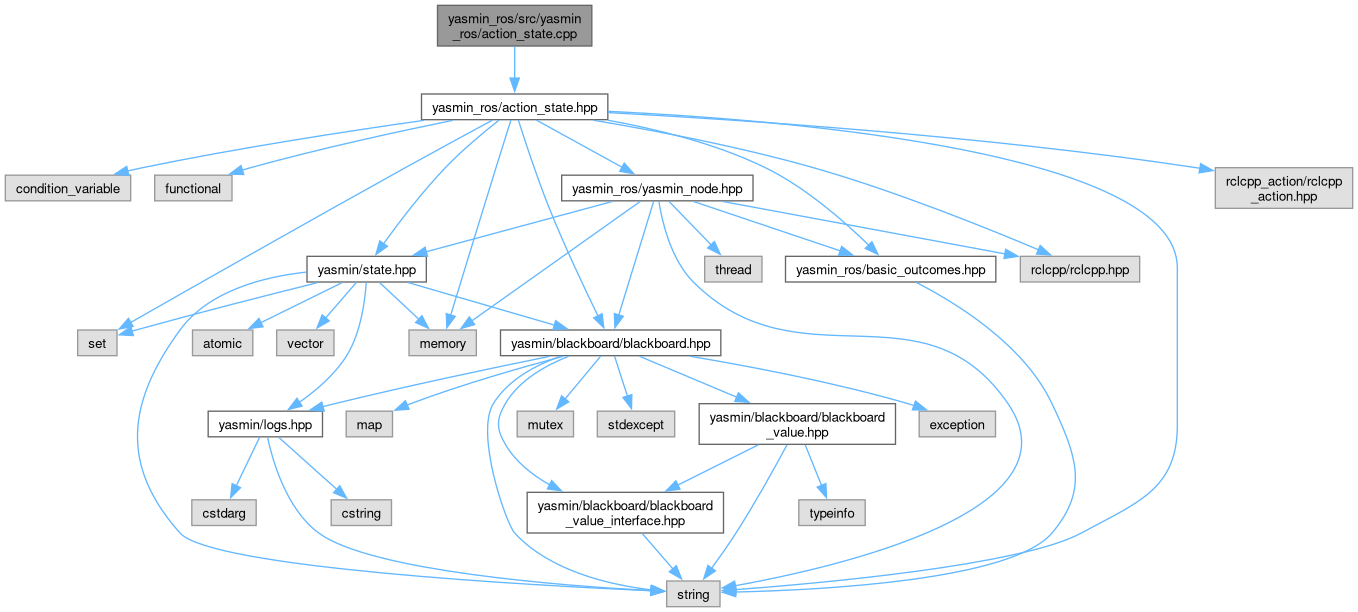 yasmin_ros/src/yasmin
_ros/action_state.cpp
yasmin_ros/action_state.hpp
condition_variable
functional
yasmin_ros/yasmin_node.hpp
rclcpp_action/rclcpp
_action.hpp
yasmin/state.hpp
thread
yasmin_ros/basic_outcomes.hpp
rclcpp/rclcpp.hpp
set
atomic
vector
memory
yasmin/blackboard/blackboard.hpp
yasmin/logs.hpp
map
mutex
stdexcept
yasmin/blackboard/blackboard
_value.hpp
exception
cstdarg
cstring
yasmin/blackboard/blackboard
_value_interface.hpp
typeinfo
string